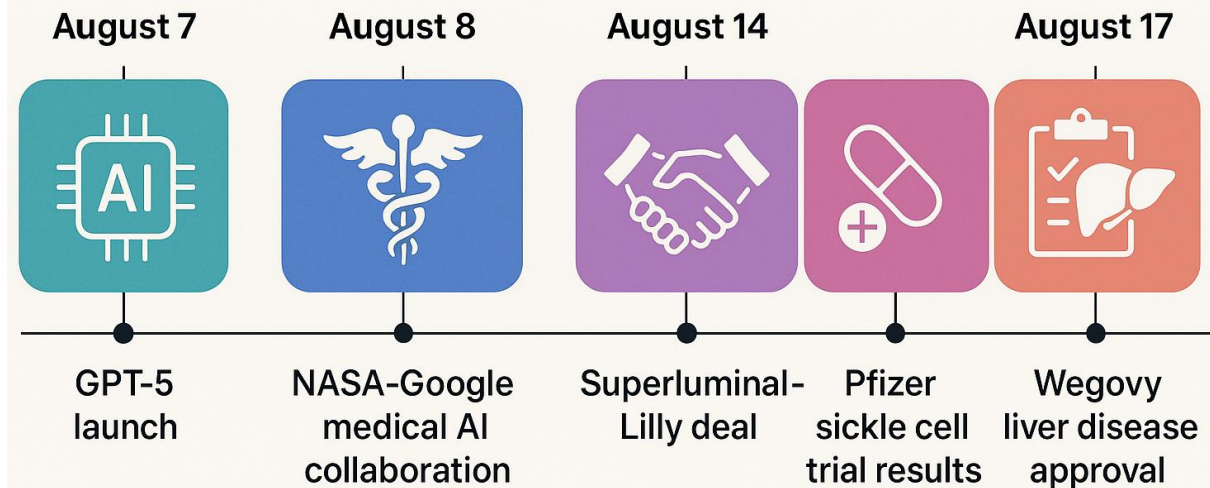 August 7
August 8
August 14
August 17
AI
GPT-5
launch
NASA-Google
medical AI
collaboration
Superluminal-
Lilly deal
Pfizer
sickle cell
trial results
Wegovy
liver disease
approval